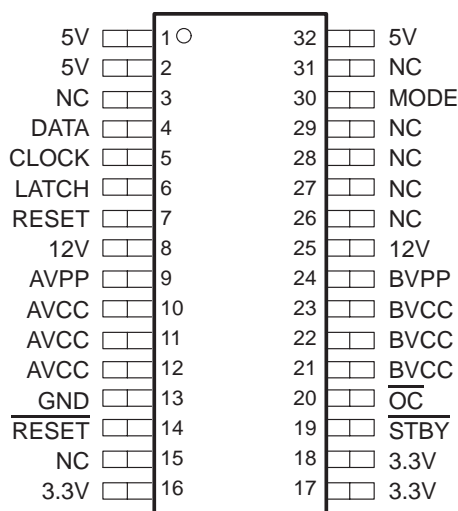 5V 1 32 5V
5V 2 31 NC
NC 3 30 MODE
DATA 4 29 NC
CLOCK 5 28 NC
LATCH 6 27 NC
RESET 7 26 NC
12V 8 25 12V
AVPP 9 24 BVPP
AVCC 10 23 BVCC
AVCC 11 22 BVCC
AVCC 12 21 BVCC
GND 13 20 O̅C̅
R̅E̅S̅E̅T̅ 14 19 S̅T̅B̅Y̅
NC 15 18 3.3V
3.3V 16 17 3.3V